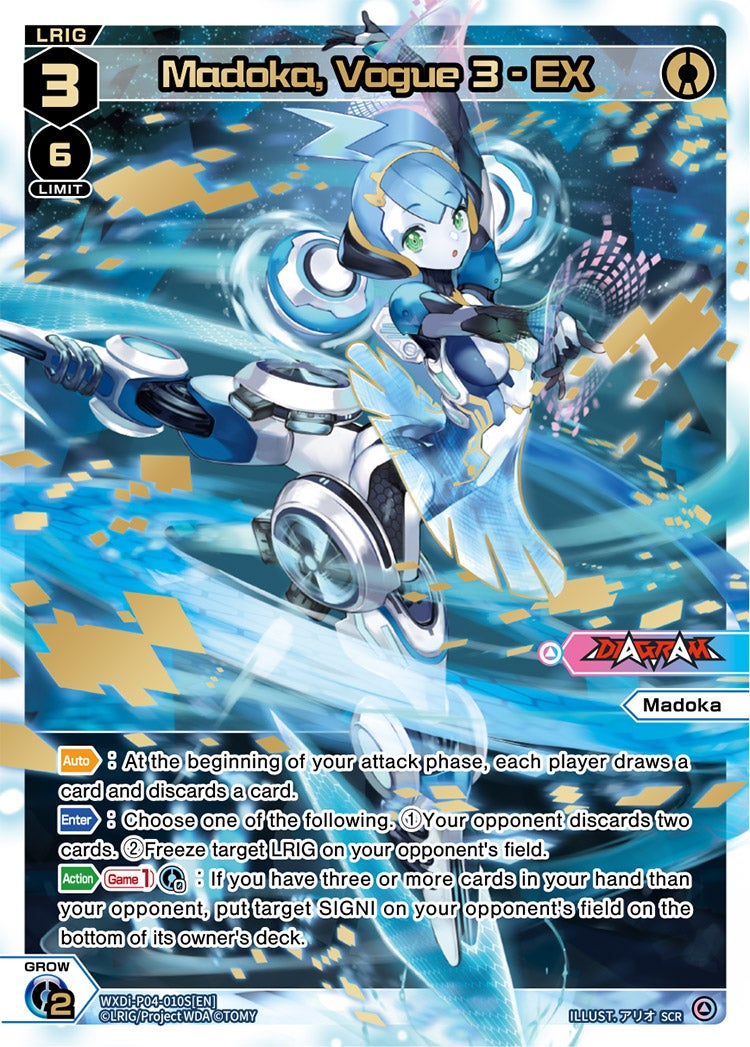 LRIG
3
Madoka, Vogue 3 - EX
6
LIMIT
DIAGRAM
Madoka
Auto : At the beginning of your attack phase, each player draws a
card and discards a card.
Enter : Choose one of the following. ①Your opponent discards two
cards. ②Freeze target LRIG on your opponent's field.
Action Game 1 0 : If you have three or more cards in your hand than
your opponent, put target SIGNI on your opponent's field on the
bottom of its owner's deck.
GROW
2
WXDi-P04-010S[EN]
©LRIG/Project WDA ©TOMY
ILLUST. アリオ SCR